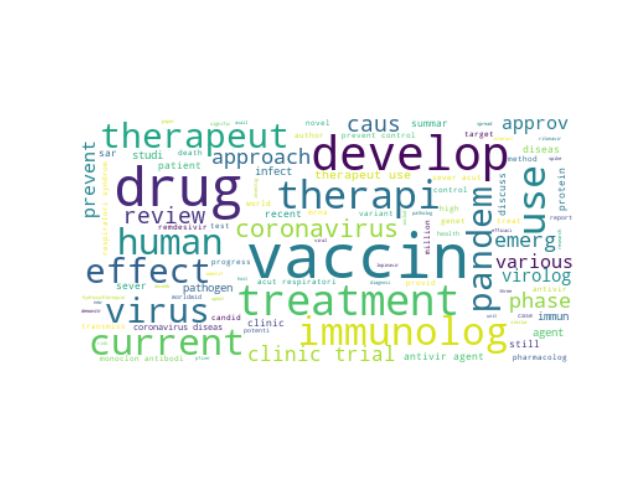 therapeut
caus
novel
summar
approv
author
prevent control
target
prevent
sar
studi
death
approach
develop
method
diseas
patient
infect
therapeut use
sever acut
drug
therapi
control
discuss
use
protein
review
remdesivir
test
world
recent
mrna
variant
high
genet
treat
report
respiratori syndrom
pandem
human
coronavirus
million
health
emerg
effect
vaccin
various
virolog
sever
pathogen
acut respiratori
diagnosi
provid
antivir
treatment
phase
virus
worldwid
candid
clinic
immunolog
case
immun
transmiss
coronavirus diseas
potenti
agent
current
still
monoclon antibodi
clinic trial
antivir agent
pharmacolog